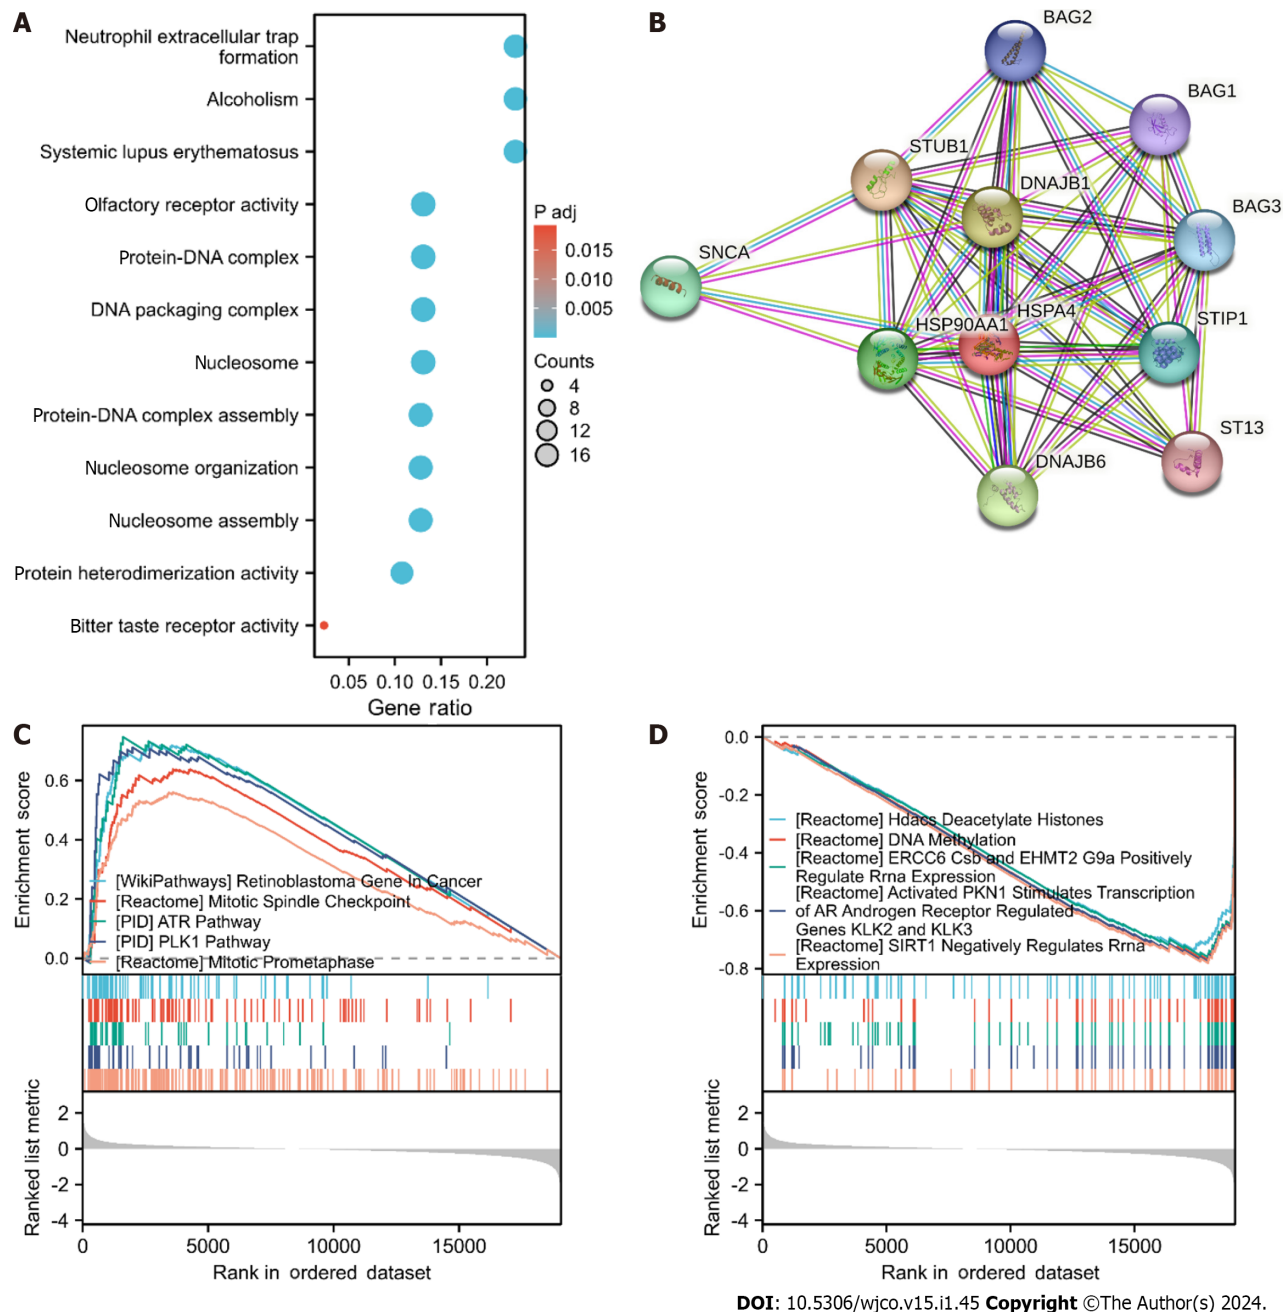 A
Neutrophil extracellular trap
formation
Alcoholism
Systemic lupus erythematosus
Olfactory receptor activity
Protein-DNA complex
DNA packaging complex
Nucleosome
Protein-DNA complex assembly
Nucleosome organization
Nucleosome assembly
Protein heterodimerization activity
Bitter taste receptor activity
0.05 0.10 0.15 0.20
Gene ratio
P adj
0.015
0.010
0.005
Counts
4
8
12
16
B
BAG2
BAG1
STUB1
DNAJB1
BAG3
SNCA
HSPA4
HSP90AA1
STIP1
ST13
DNAJB6
C
Enrichment score
0.6
0.4
0.2
0.0
[WikiPathways] Retinoblastoma Gene In Cancer
[Reactome] Mitotic Spindle Checkpoint
[PID] ATR Pathway
[PID] PLK1 Pathway
[Reactome] Mitotic Prometaphase
Ranked list metric
2
0
-2
-4
0 5000 10000 15000
Rank in ordered dataset
D
Enrichment score
0.0
-0.2
-0.4
-0.6
-0.8
[Reactome] Hdacs Deacetylate Histones
[Reactome] DNA Methylation
[Reactome] ERCC6 Csb and EHMT2 G9a Positively
Regulate Rrna Expression
[Reactome] Activated PKN1 Stimulates Transcription
of AR Androgen Receptor Regulated
Genes KLK2 and KLK3
[Reactome] SIRT1 Negatively Regulates Rrna
Expression
Ranked list metric
2
0
-2
-4
0 5000 10000 15000
Rank in ordered dataset
DOI: 10.5306/wjco.v15.i1.45 Copyright ©The Author(s) 2024.